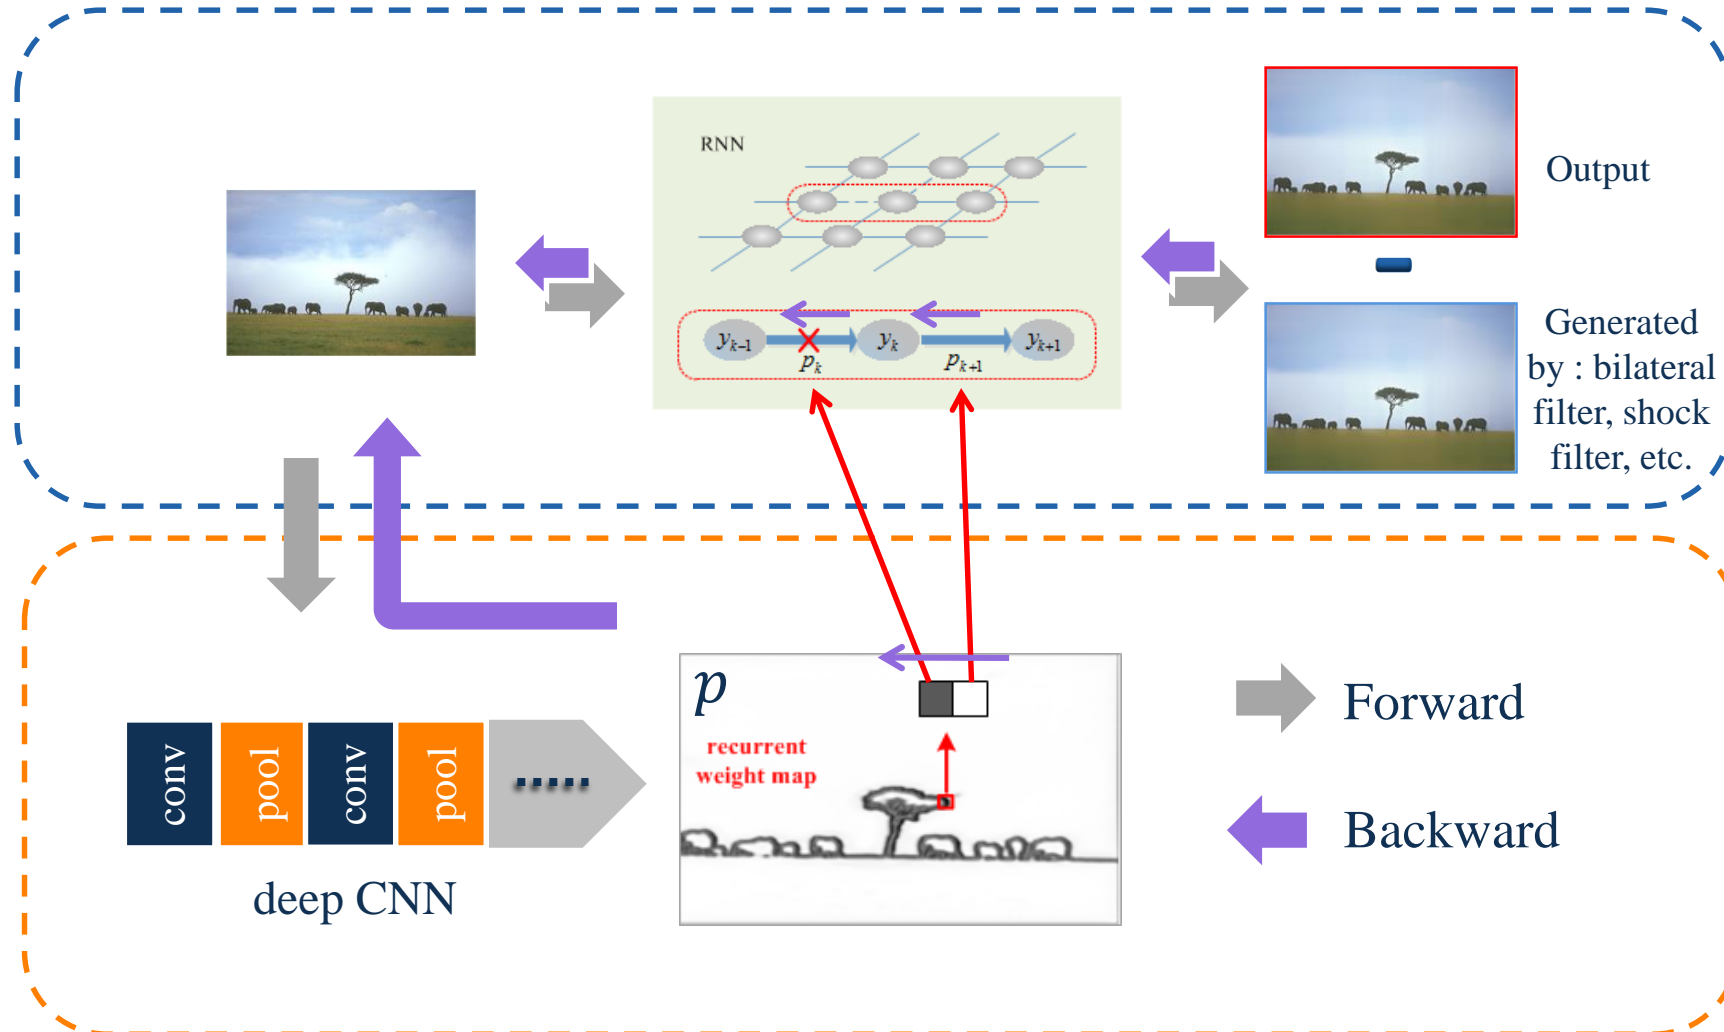 RNN
y_{k-1}
y_k
y_{k+1}
p_k
p_{k+1}
Output
Generated
by : bilateral
filter, shock
filter, etc.
conv
pool
conv
pool
deep CNN
p
recurrent
weight map
Forward
Backward